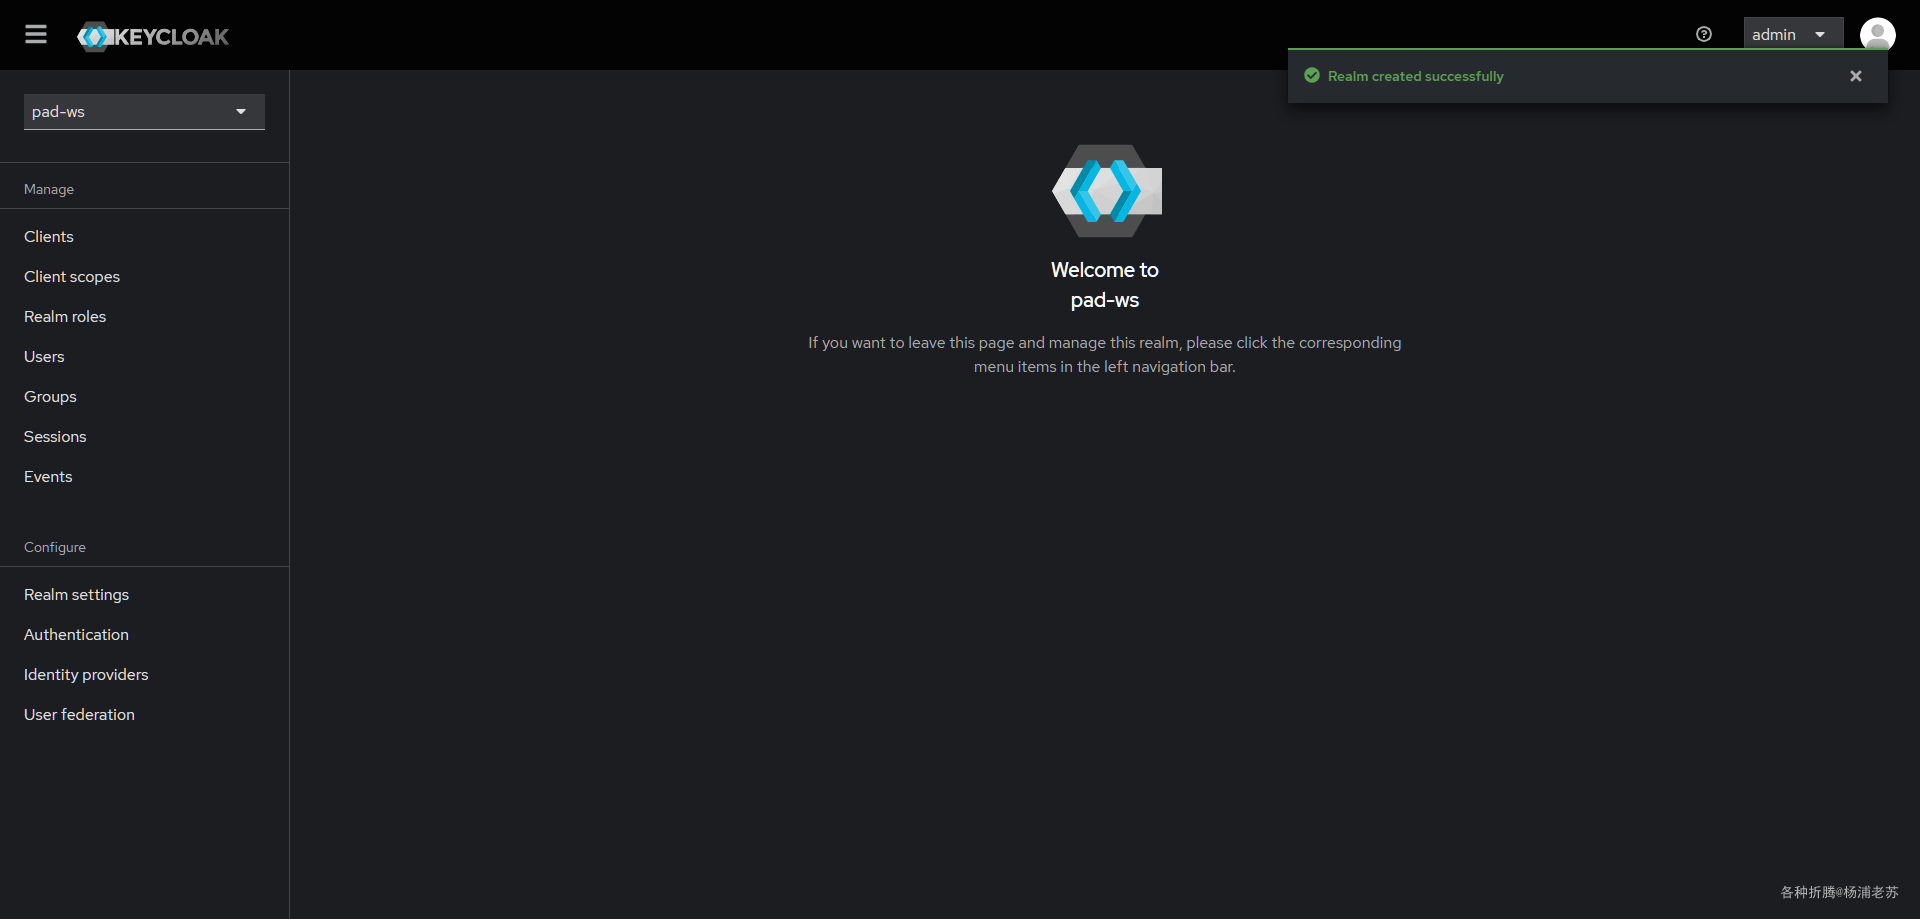 KEYCLOAK
admin
Realm created successfully
pad-ws
Manage
Clients
Client scopes
Realm roles
Users
Groups
Sessions
Events
Configure
Realm settings
Authentication
Identity providers
User federation
Welcome to
pad-ws
If you want to leave this page and manage this realm, please click the corresponding
menu items in the left navigation bar.
各种折腾@杨浦老苏